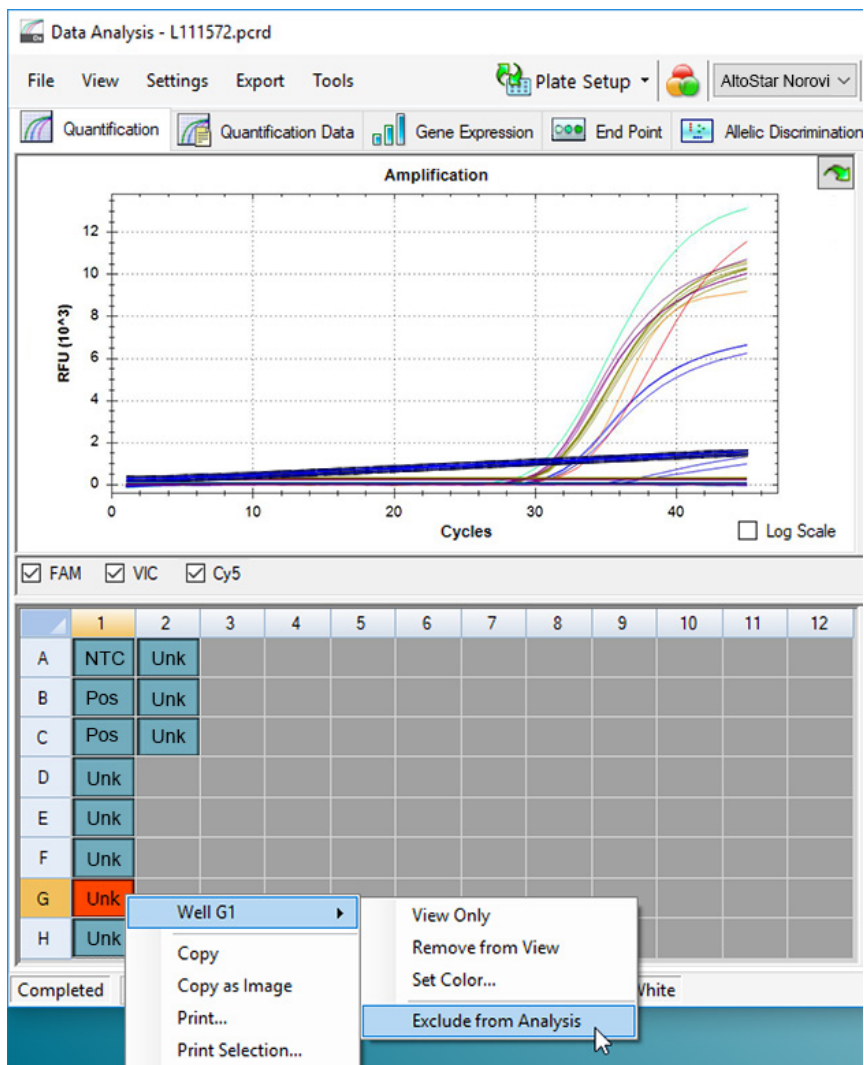 Data Analysis - L111572.pcrd
File View Settings Export Tools Plate Setup AltoStar Norovi
Quantification Quantification Data Gene Expression End Point Allelic Discrimination
Amplification
12
10
8
6
4
2
0
RFU (10^3)
0 10 20 30 40
Cycles
Log Scale
FAM VIC Cy5
1 2 3 4 5 6 7 8 9 10 11 12
A NTC Unk
B Pos Unk
C Pos Unk
D Unk
E Unk
F Unk
G Unk
H Unk
Well G1
Copy
Copy as Image
Print...
Print Selection...
View Only
Remove from View
Set Color...
Exclude from Analysis
Completed
White